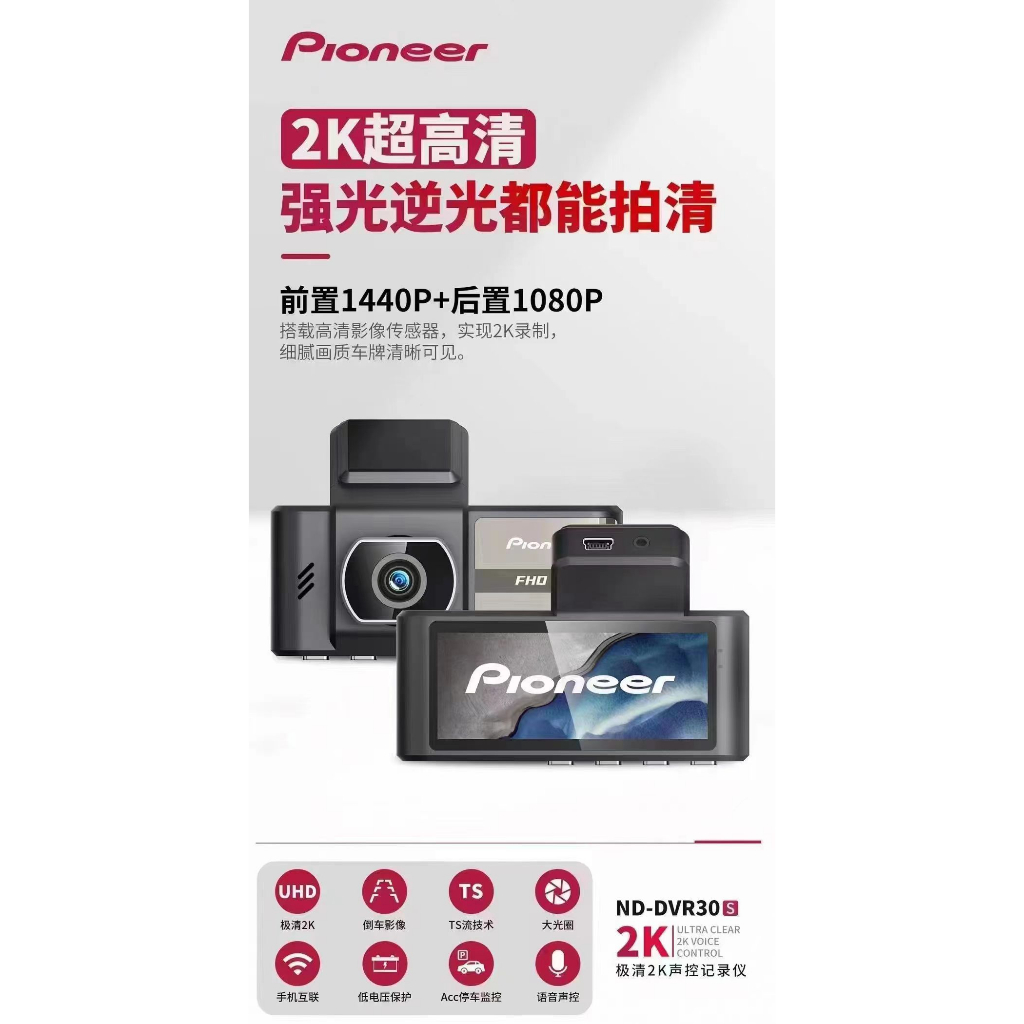 Pioneer
2K超高清
强光逆光都能拍清
前置1440P+后置1080P
搭载高清影像传感器，实现2K录制，
细腻画质车牌清晰可见。
Pion
FHD
Pioneer
UHD
极清2K
倒车影像
TS
TS流技术
大光圈
手机互联
低电压保护
P
Acc停车监控
语音声控
ND-DVR30 S
2K
ULTRA CLEAR
2K VOICE
CONTROL
极清2K声控记录仪